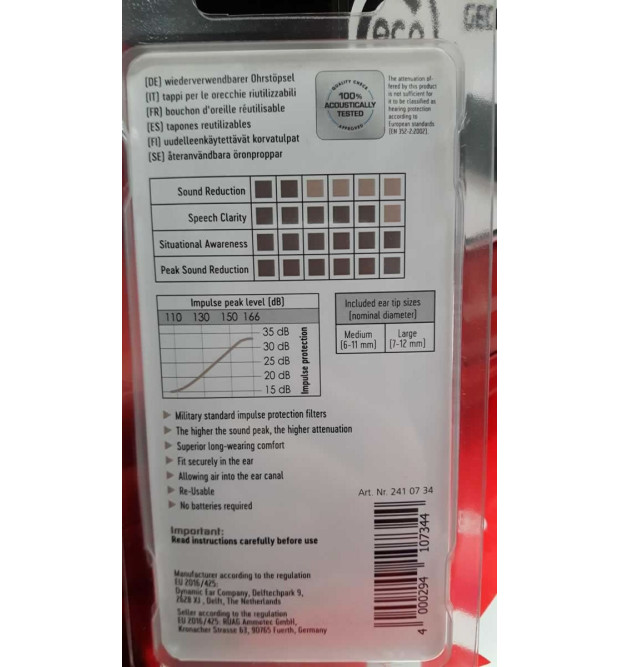 GEC
eco
[DE] wiederverwendbarer Ohrstöpsel
[IT] tappi per le orecchie riutilizzabili
[FR] bouchon d'oreille réutilisable
[ES] tapones reutilizables
[FI] uudelleenkäytettävät korvatulpat
[SE] återanvändbara öronproppar
QUALITY CHECK
100%
ACOUSTICALLY
TESTED
APPROVED
The attenuation of-
fered by this product
is not sufficient for
it to be classified as
hearing protection
according to
European standards
[EN 352-2:2002].
Sound Reduction
Speech Clarity
Situational Awareness
Peak Sound Reduction
Impulse peak level [dB]
110 130 150 166
35 dB
30 dB
25 dB
20 dB
15 dB
Impulse protection
Included ear tip sizes
[nominal diameter]
Medium
[6-11 mm]
Large
[7-12 mm]
Military standard impulse protection filters
The higher the sound peak, the higher attenuation
Superior long-wearing comfort
Fit securely in the ear
Allowing air into the ear canal
Re-Usable
No batteries required
Art. Nr. 241 07 34
Important:
Read instructions carefully before use
Manufacturer according to the regulation
EU 2016/425:
Dynamic Ear Company, Delftechpark 9,
2628 XJ , Delft, The Netherlands
Seller according to the regulation
EU 2016/425: RUAG Ammotec GmbH,
Kronacher Strasse 63, 90765 Fuerth, Germany
4 000294 107344